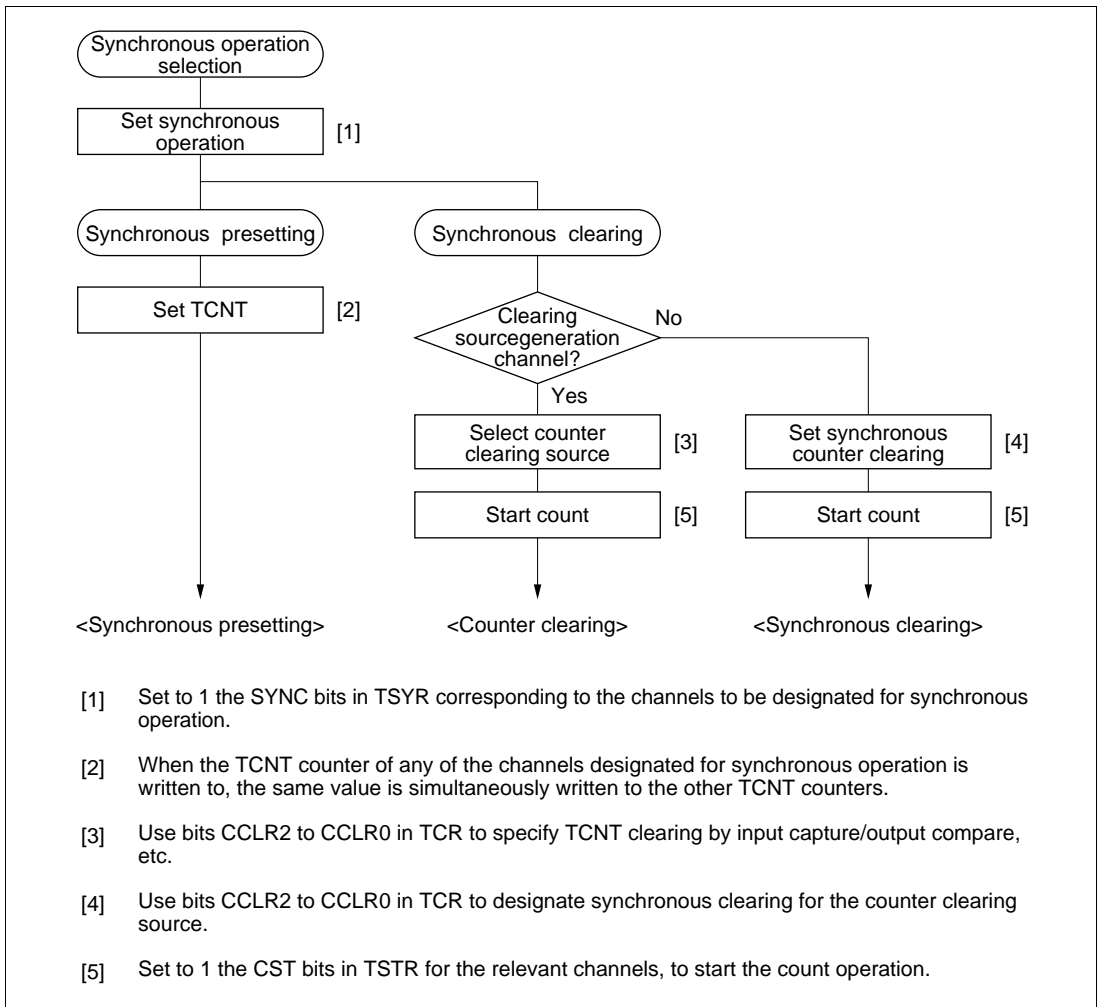 Synchronous operation
selection
Set synchronous
operation
[1]
Synchronous presetting
Synchronous clearing
Set TCNT
[2]
Clearing
sourcegeneration
channel?
No
Yes
Select counter
clearing source
[3]
Set synchronous
counter clearing
[4]
Start count
[5]
Start count
[5]
<Synchronous presetting>
<Counter clearing>
<Synchronous clearing>
[1] Set to 1 the SYNC bits in TSYR corresponding to the channels to be designated for synchronous
operation.
[2] When the TCNT counter of any of the channels designated for synchronous operation is
written to, the same value is simultaneously written to the other TCNT counters.
[3] Use bits CCLR2 to CCLR0 in TCR to specify TCNT clearing by input capture/output compare,
etc.
[4] Use bits CCLR2 to CCLR0 in TCR to designate synchronous clearing for the counter clearing
source.
[5] Set to 1 the CST bits in TSTR for the relevant channels, to start the count operation.